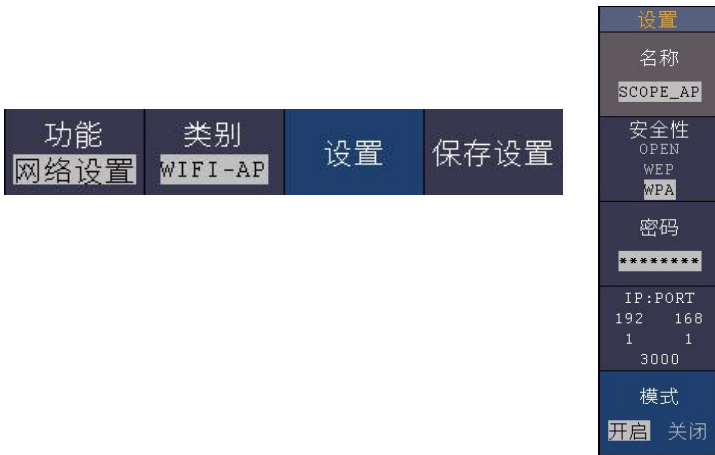 功能
网络设置
类别
WIFI-AP
设置
保存设置
设置
名称
SCOPE_AP
安全性
OPEN
WEP
WPA
密码
********
IP:PORT
192 168
1 1
3000
模式
开启 关闭